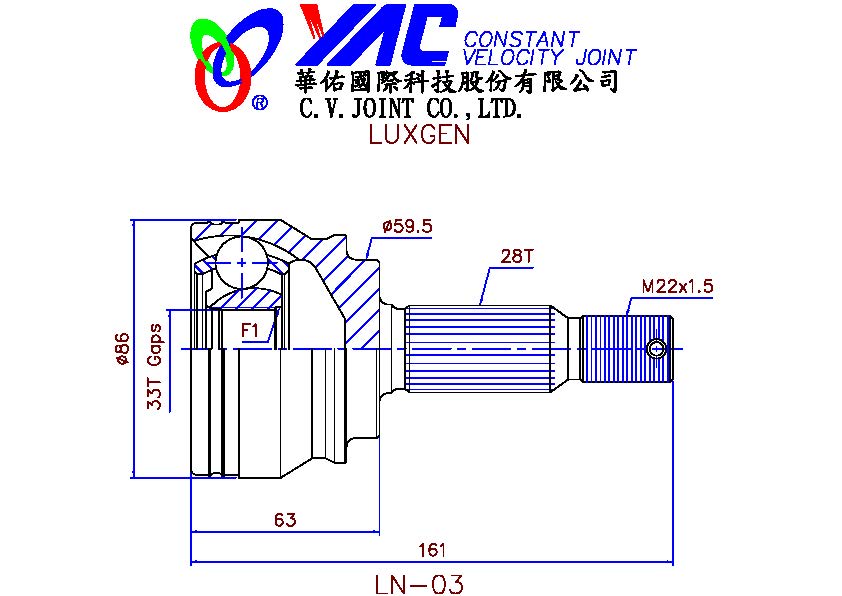 YAC CONSTANT
VELOCITY JOINT
®
華佑國際科技股份有限公司
C.V.JOINT CO.,LTD.
LUXGEN
ø59.5
28T
M22x1.5
F1
ø86
33T Gaps
63
161
LN-03